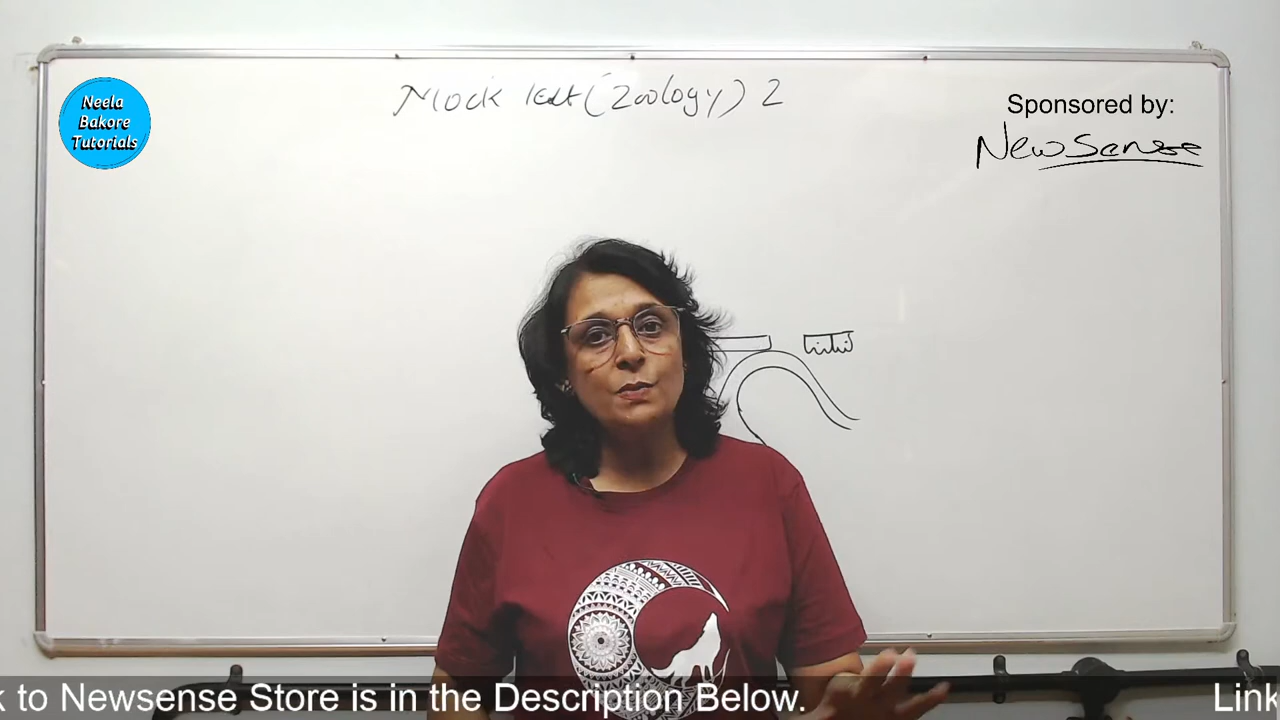 Mock test (Zoology) 2
Neela
Bakore
Tutorials
Sponsored by:
NewSense
k to Newsense Store is in the Description Below.
Link